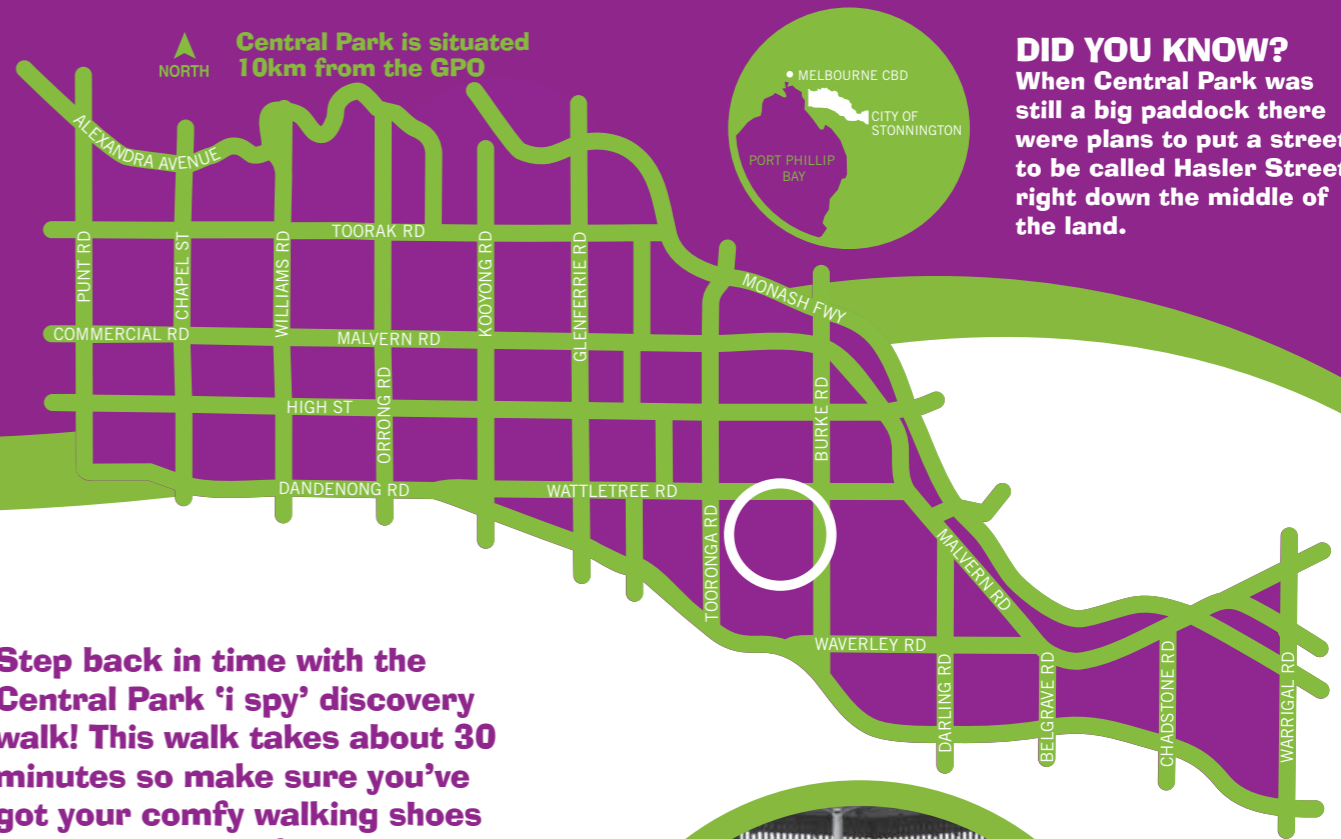 Central Park is situated
10km from the GPO
NORTH
DID YOU KNOW?
When Central Park was
still a big paddock there
were plans to put a street
to be called Hasler Street
right down the middle of
the land.
MELBOURNE CBD
CITY OF
STONNINGTON
PORT PHILLIP
BAY
ALEXANDRA AVENUE
TOORAK RD
PUNT RD
CHAPEL ST
WILLIAMS RD
KOOYONG RD
GLENFERRIE RD
MONASH FWY
COMMERCIAL RD
MALVERN RD
ORRONG RD
BURKE RD
HIGH ST
DANDENONG RD
WATTLETREE RD
TOORONGA RD
MALVERN RD
WAVERLEY RD
DARLING RD
BELGRAVE RD
CHADSTONE RD
WARRIGAL RD
Step back in time with the
Central Park ‘i spy’ discovery
walk! This walk takes about 30
minutes so make sure you’ve
got your comfy walking shoes